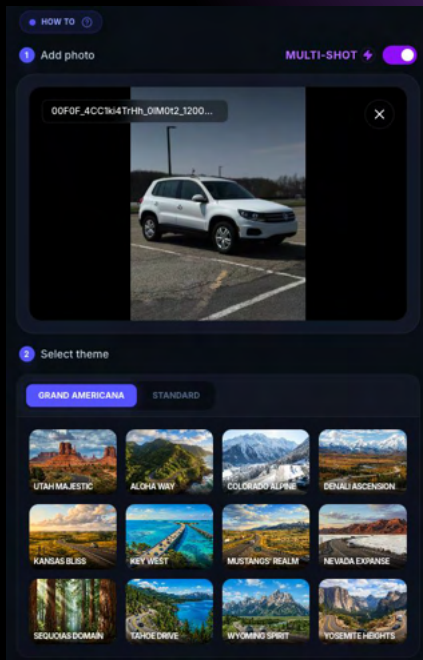 HOW TO ?
1 Add photo
MULTI-SHOT
00F0F_4CC1ki4TrHh_0IM0t2_1200...
2 Select theme
GRAND AMERICANA STANDARD
UTAH MAJESTIC ALOHA WAY COLORADO ALPINE DENALI ASCENSION
KANSAS BLISS KEY WEST MUSTANGS' REALM NEVADA EXPANSE
SEQUOIAS DOMAIN TAHOE DRIVE WYOMING SPIRIT YOSEMITE HEIGHTS